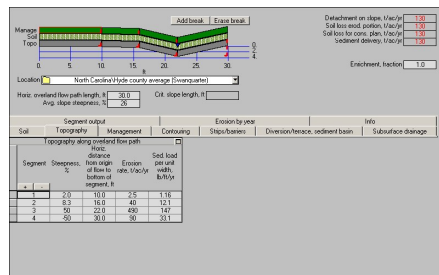 Add break Erase break
Manage
Soil
Topo
0.
2.
4.
0. 5. 10. 15. 20. 25. 30.
ft
Detachment on slope, t/ac/yr 130
Soil loss erod. portion, t/ac/yr 130
Soil loss for cons. plan, t/ac/yr 130
Sediment delivery, t/ac/yr 130
Enrichment, fraction 1.0
Location North Carolina\Hyde county average (Swanquarter)
Horiz. overland flow path length, ft 30.0 Crit. slope length, ft
Avg. slope steepness, % 26
Segment output Erosion by year Info
Soil Topography Management Contouring Strips/barriers Diversion/terrace, sediment basin Subsurface drainage
Topography along overland flow path
Segment Steepness, % Horiz. distance from origin of flow to bottom of segment, ft Erosion rate, t/ac/yr Sed. load per unit width, lb/ft/yr
+ -
1 2.0 10.0 2.5 1.16
2 8.3 16.0 40 12.1
3 50 22.0 490 147
4 -50 30.0 90 33.1